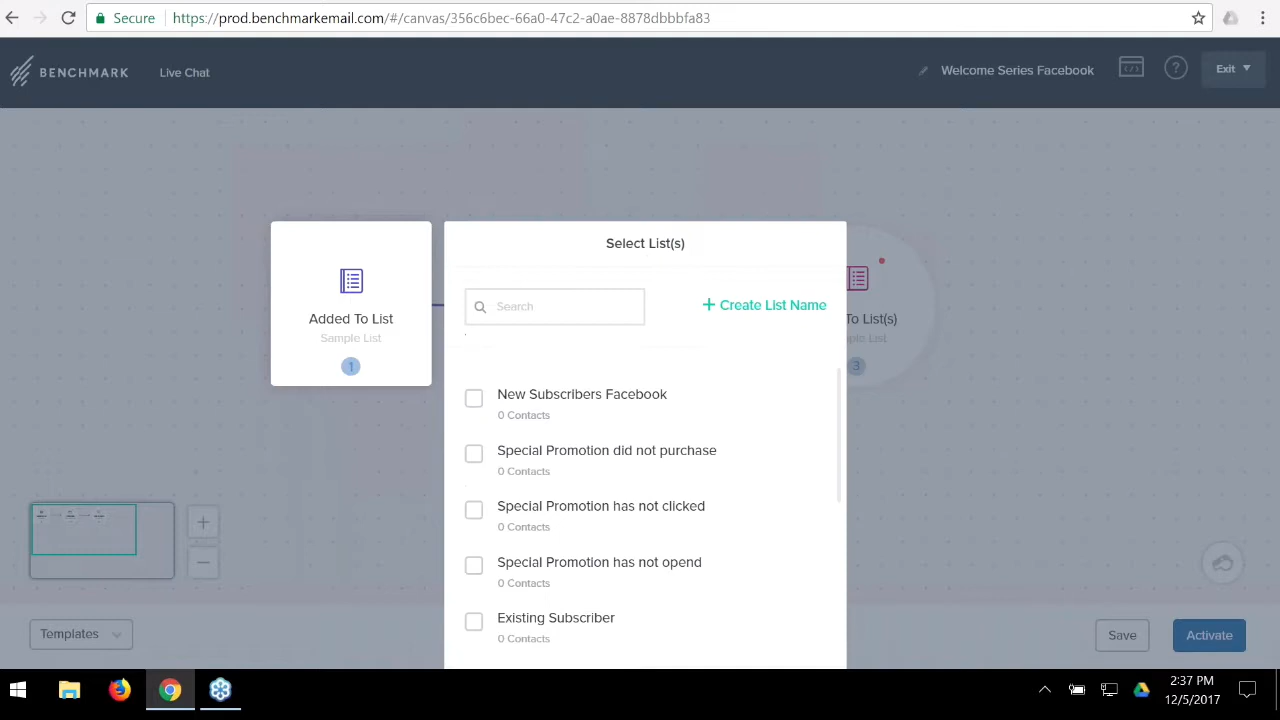 Secure
https://prod.benchmarkemail.com/#/canvas/356c6bec-66a0-47c2-a0ae-8878dbbbfa83
BENCHMARK
Live Chat
Welcome Series Facebook
</>
?
Exit
Select List(s)
Search
+ Create List Name
Added To List
Sample List
1
To List(s)
ple List
3
New Subscribers Facebook
0 Contacts
Special Promotion did not purchase
0 Contacts
Special Promotion has not clicked
0 Contacts
Special Promotion has not opend
0 Contacts
Existing Subscriber
0 Contacts
+
−
Templates
Save
Activate
2:37 PM
12/5/2017